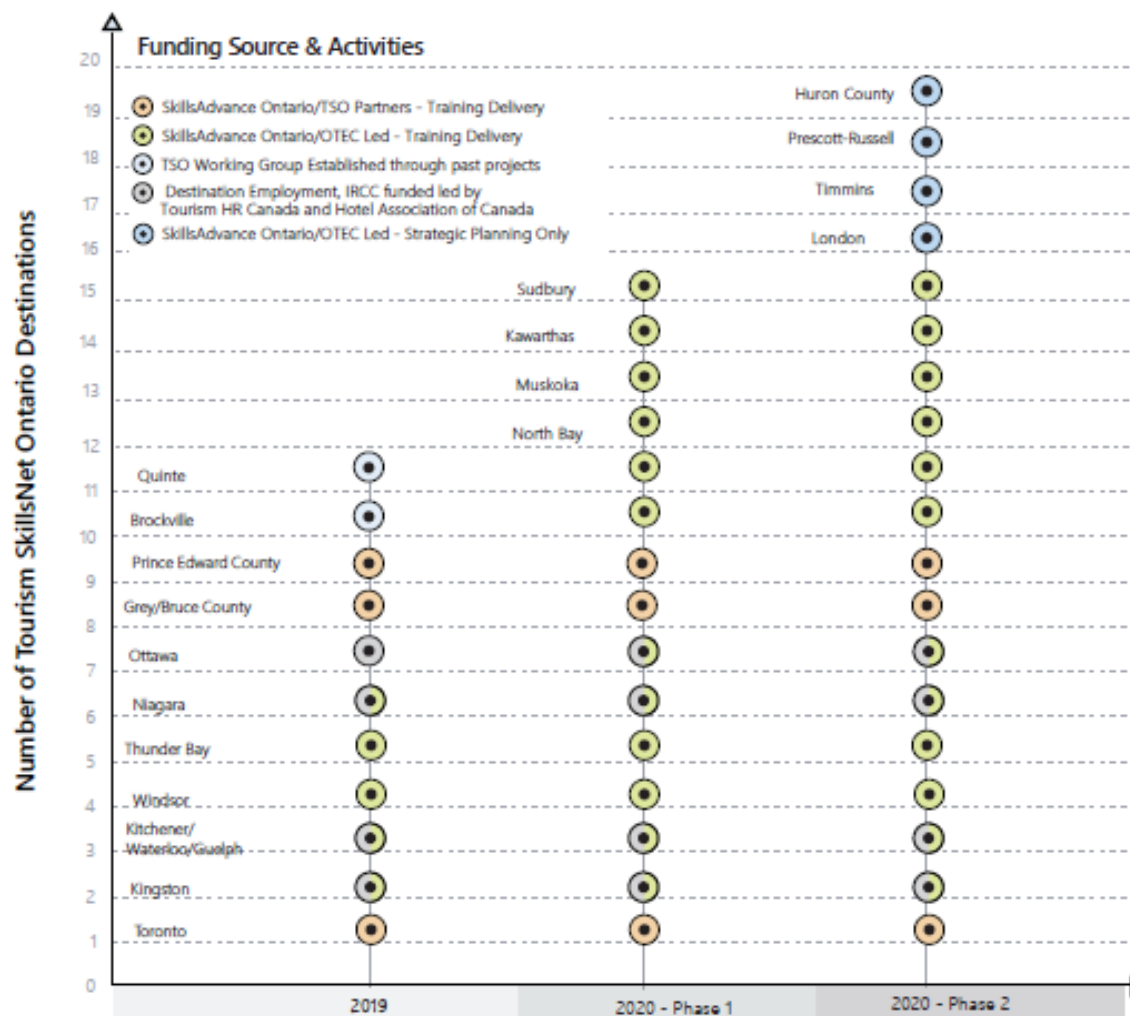 Funding Source & Activities
SkillsAdvance Ontario/TSO Partners - Training Delivery
SkillsAdvance Ontario/OTEC Led - Training Delivery
TSO Working Group Established through past projects
Destination Employment, IRCC funded led by
Tourism HR Canada and Hotel Association of Canada
SkillsAdvance Ontario/OTEC Led - Strategic Planning Only
Number of Tourism SkillsNet Ontario Destinations
20
19
18
17
16
15
14
13
12
11
10
9
8
7
6
5
4
3
2
1
0
Huron County
Prescott-Russell
Timmins
London
Sudbury
Kawarthas
Muskoka
North Bay
Quinte
Brockville
Prince Edward County
Grey/Bruce County
Ottawa
Niagara
Thunder Bay
Windsor
Kitchener/
Waterloo/Guelph
Kingston
Toronto
2019
2020 - Phase 1
2020 - Phase 2